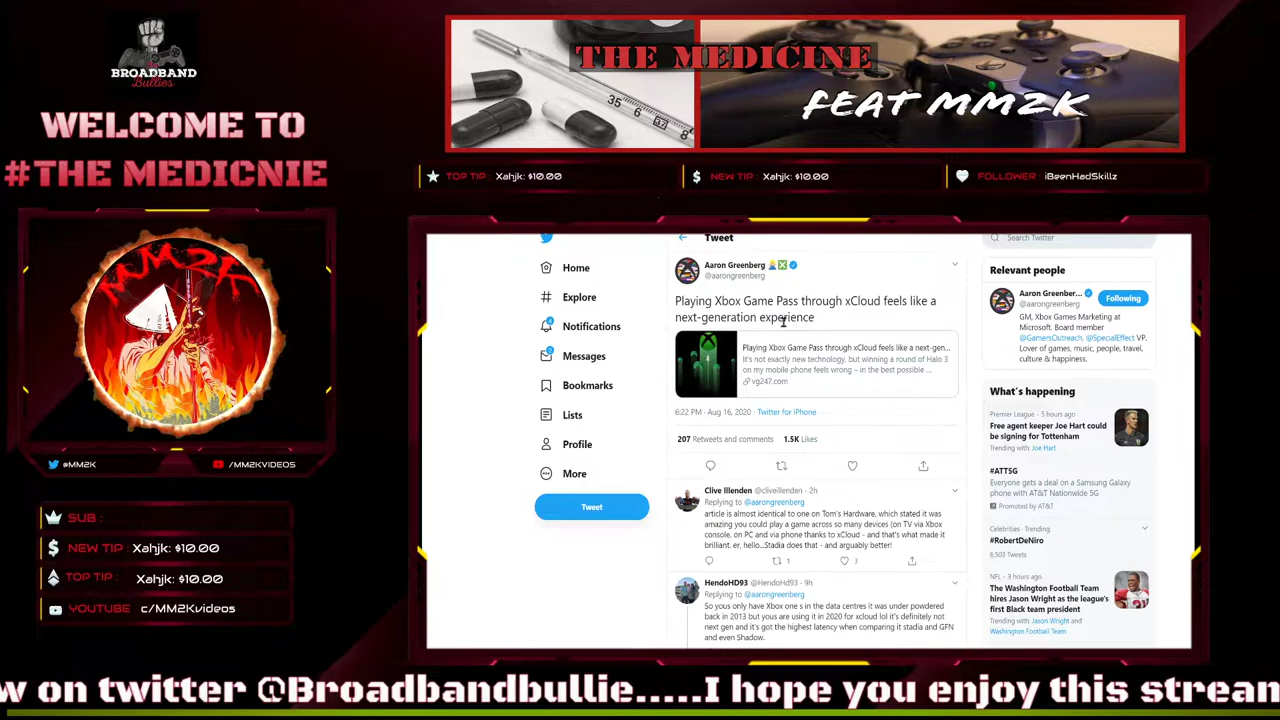 BROADBAND
Bullies
WELCOME TO
#THE MEDICNIE
THE MEDICINE
FEAT MM2K
35 6 37 8
TOP TIP : Xahjk: $10.00
NEW TIP : Xahjk: $10.00
FOLLOWER : iBeenHadSkillz
MM2K
@MM2K
/MM2KVIDEOS
SUB :
NEW TIP : Xahjk: $10.00
TOP TIP : Xahjk: $10.00
YOUTUBE c/MM2Kvideos
Home
Explore
Notifications
Messages
Bookmarks
Lists
Profile
More
Tweet
Tweet
Aaron Greenberg
@aarongreenberg
Playing Xbox Game Pass through xCloud feels like a
next-generation experience
Playing Xbox Game Pass through xCloud feels like a next-gen...
It's not exactly new technology, but winning a round of Halo 3
on my mobile phone feels wrong – in the best possible ...
vg247.com
6:22 PM · Aug 16, 2020 · Twitter for iPhone
207 Retweets and comments 1.5K Likes
Clive Illenden @cliveillenden · 2h
Replying to @aarongreenberg
article is almost identical to one on Tom's Hardware, which stated it was
amazing you could play a game across so many devices (on TV via Xbox
console, on PC and via phone thanks to xCloud - and that's what made it
brilliant. er, hello...Stadia does that - and arguably better!
1 3
HendoHD93 @HendoHd93 · 9h
Replying to @aarongreenberg
So yous only have Xbox one s in the data centres it was under powdered
back in 2013 but yous are using it in 2020 for xcloud lol it's definitely not
next gen and it's got the highest latency when comparing it stadia and GFN
and even Shadow.
Search Twitter
Relevant people
Aaron Greenber...
@aarongreenberg
Following
GM, Xbox Games Marketing at
Microsoft. Board member
@GamersOutreach. @SpecialEffect VP.
Lover of games, music, people, travel,
culture & happiness.
What's happening
Premier League · 5 hours ago
Free agent keeper Joe Hart could
be signing for Tottenham
Trending with: Joe Hart
#ATT5G
Everyone gets a deal on a Samsung Galaxy
phone with AT&T Nationwide 5G
Promoted by AT&T
Celebrities · Trending
#RobertDeNiro
6,503 Tweets
NFL · 3 hours ago
The Washington Football Team
hires Jason Wright as the league's
first Black team president
Trending with: Jason Wright and
Washington Football Team
w on twitter @Broadbandbullie.....I hope you enjoy this strean